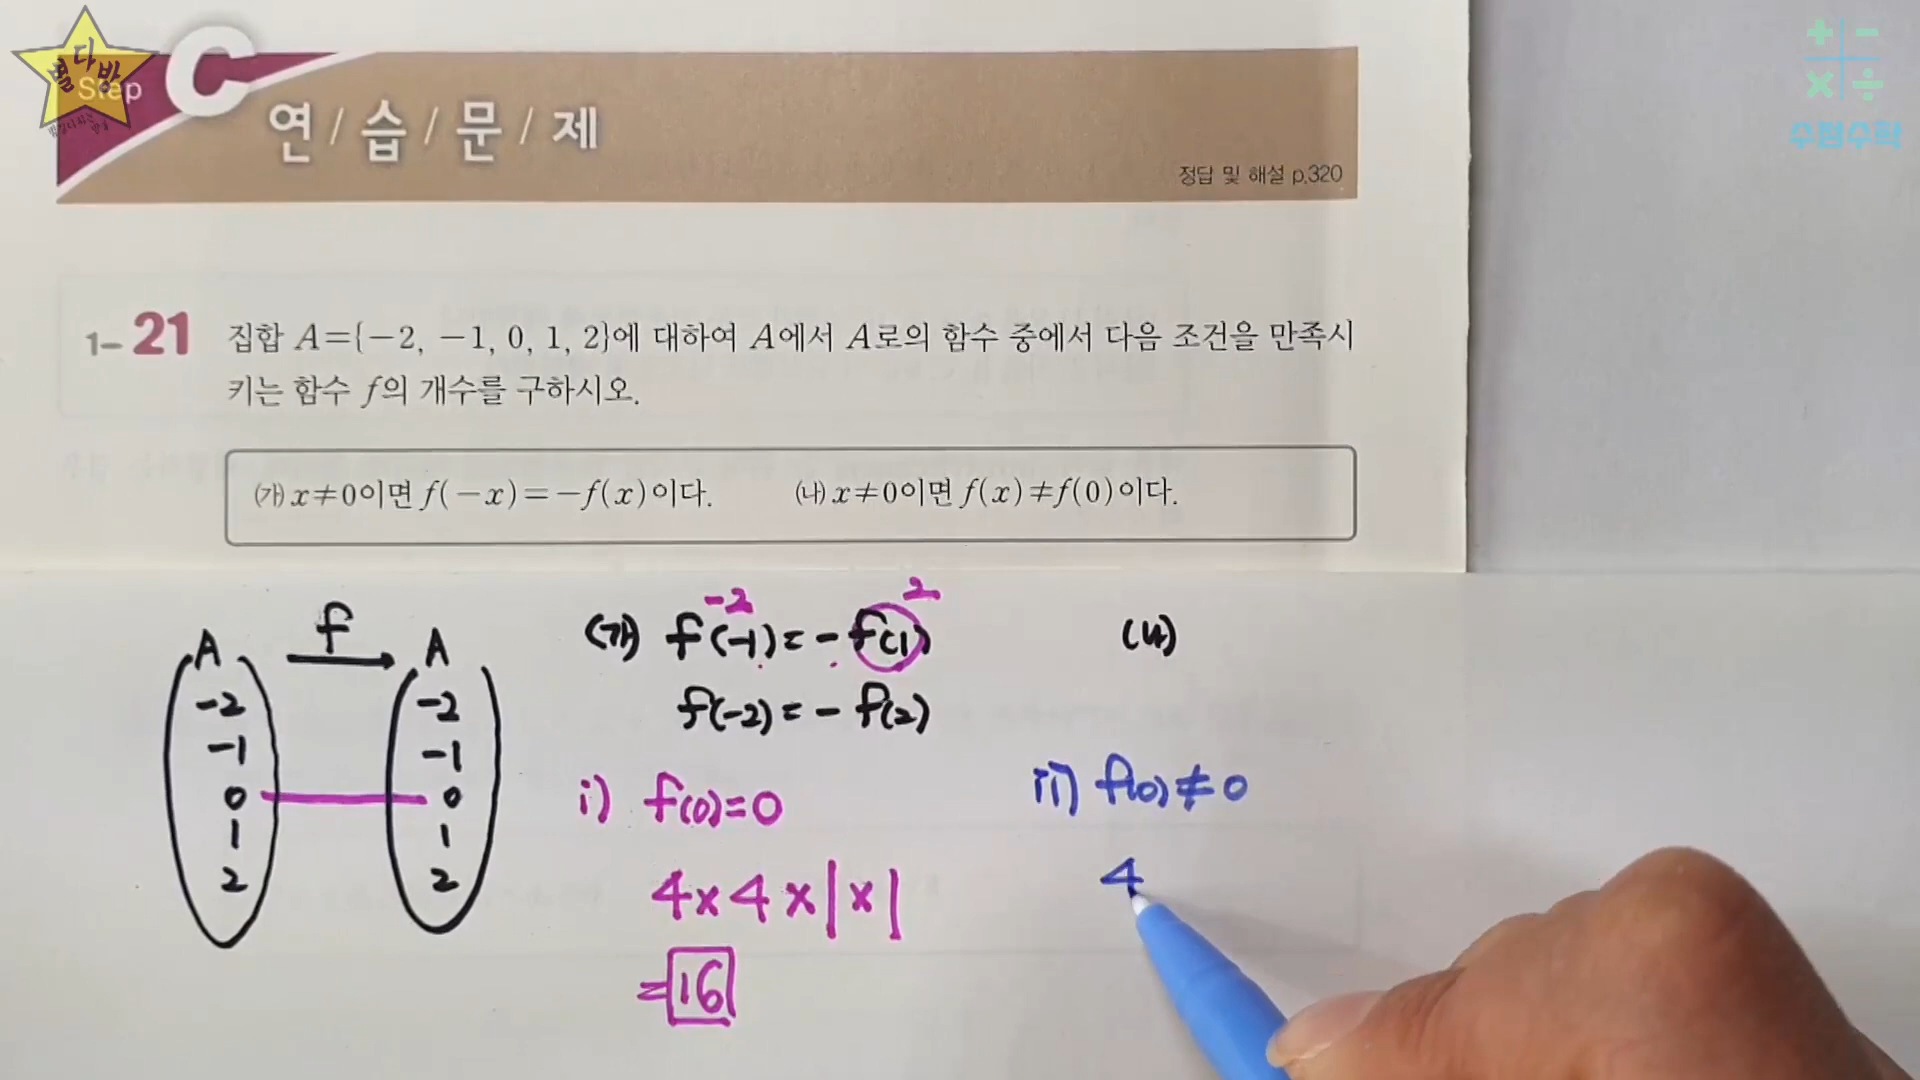 별다방
Step C
연/습/문/제
정답 및 해설 p.320
수범수학
1-21 집합 A={-2, -1, 0, 1, 2}에 대하여 A에서 A로의 함수 중에서 다음 조건을 만족시
키는 함수 f의 개수를 구하시오.
㈎ x≠0이면 f(-x)=-f(x)이다. ㈏ x≠0이면 f(x)≠f(0)이다.
A f A
-2 -2
-1 -1
0 0
1 1
2 2
-2 2
(가) f(-1) = -f(1)
f(-2) = -f(2)
(나)
i) f(0)=0
4×4×1×1
=16
ii) f(0)≠0
4